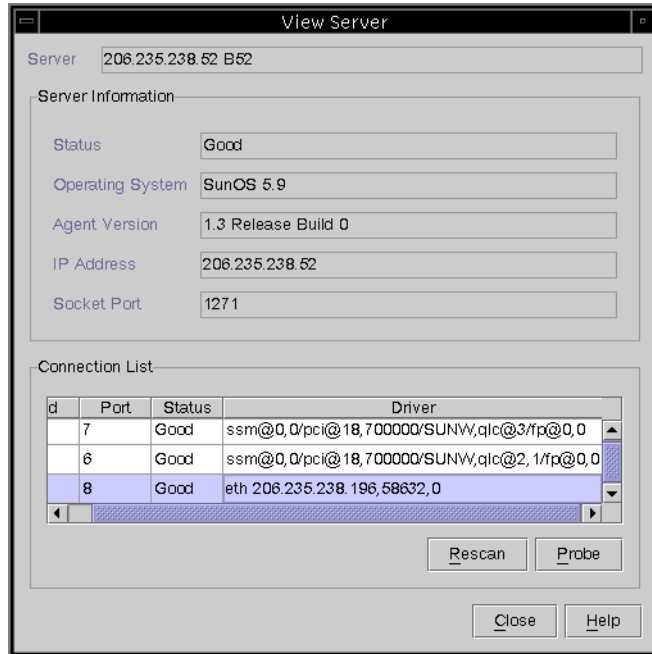 View Server
Server 206.235.238.52 B52
Server Information
Status Good
Operating System SunOS 5.9
Agent Version 1.3 Release Build 0
IP Address 206.235.238.52
Socket Port 1271
Connection List
d Port Status Driver
7 Good ssm@0,0/pci@18,700000/SUNW,qlc@3/fp@0,0
6 Good ssm@0,0/pci@18,700000/SUNW,qlc@2,1/fp@0,0
8 Good eth 206.235.238.196,58632,0
Rescan Probe
Close Help